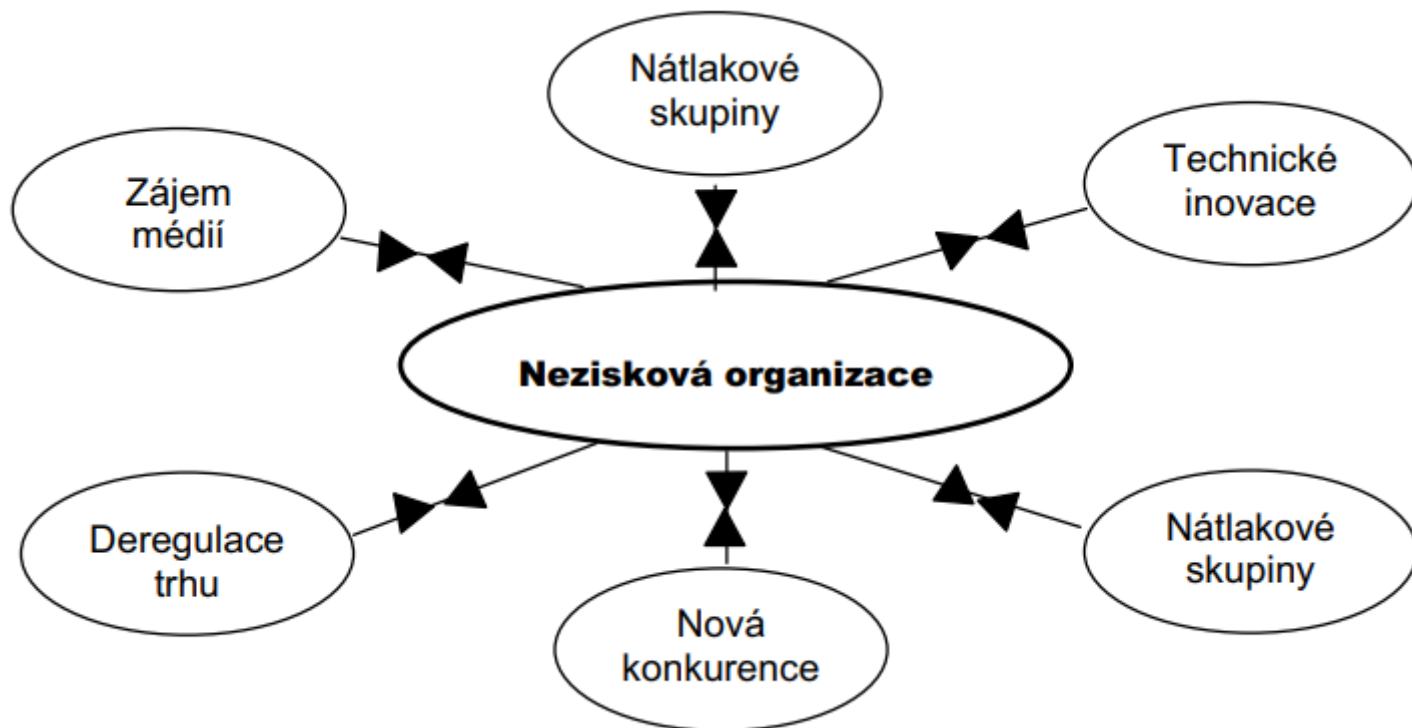 Nátlakové
skupiny
Technické
inovace
Zájem
médií
Nezisková organizace
Deregulace
trhu
Nátlakové
skupiny
Nová
konkurence